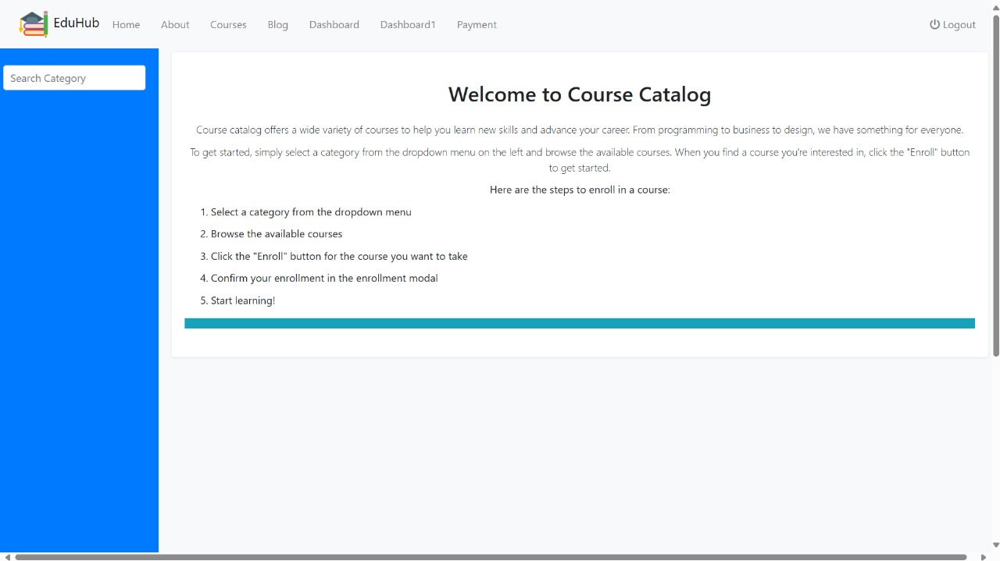 EduHub Home About Courses Blog Dashboard Dashboard1 Payment Logout
Search Category
Welcome to Course Catalog
Course catalog offers a wide variety of courses to help you learn new skills and advance your career. From programming to business to design, we have something for everyone.
To get started, simply select a category from the dropdown menu on the left and browse the available courses. When you find a course you're interested in, click the "Enroll" button
to get started.
Here are the steps to enroll in a course:
1. Select a category from the dropdown menu
2. Browse the available courses
3. Click the "Enroll" button for the course you want to take
4. Confirm your enrollment in the enrollment modal
5. Start learning!